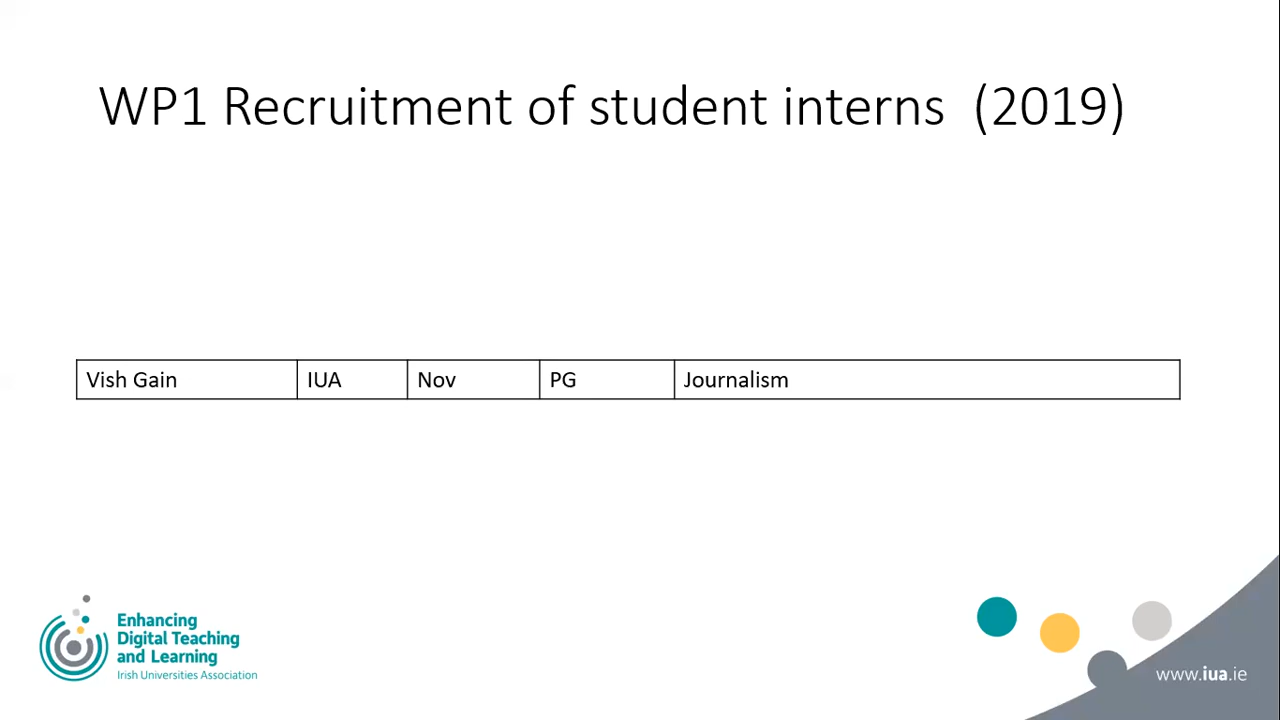 WP1 Recruitment of student interns (2019)
Vish Gain IUA Nov PG Journalism
Enhancing
Digital Teaching
and Learning
Irish Universities Association
www.iua.ie